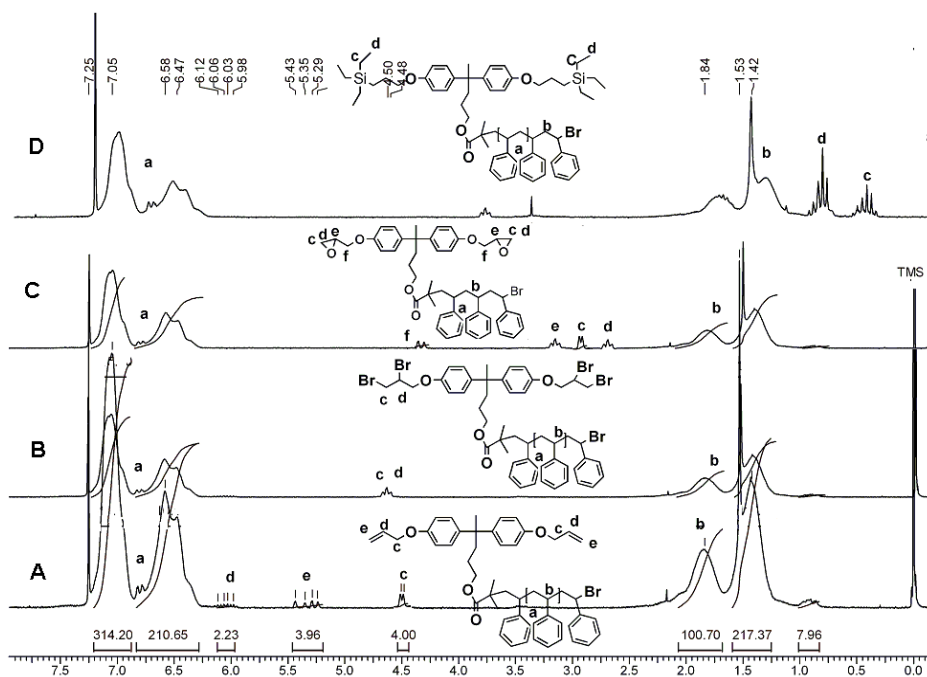 7.25
7.05
6.58
6.47
6.12
6.06
6.03
5.98
5.43
5.35
5.29
4.50
4.48
1.84
1.53
1.42
c d
Si
O
O
d
c
Si
O
O
b
Br
a
D
a
b
d
c
c d e
O
f
O
O
e c d
O
f
O
O
b
Br
a
C
a
f
e
c
d
b
TMS
Br
Br
O
c d
O
Br
Br
O
O
b
Br
a
B
a
c d
b
e d
O
c
O
d
c
e
O
O
b
Br
a
A
a
d
e
c
b
314.20
210.65
2.23
3.96
4.00
100.70
217.37
7.96
7.5 7.0 6.5 6.0 5.5 5.0 4.5 4.0 3.5 3.0 2.5 2.0 1.5 1.0 0.5 0.0